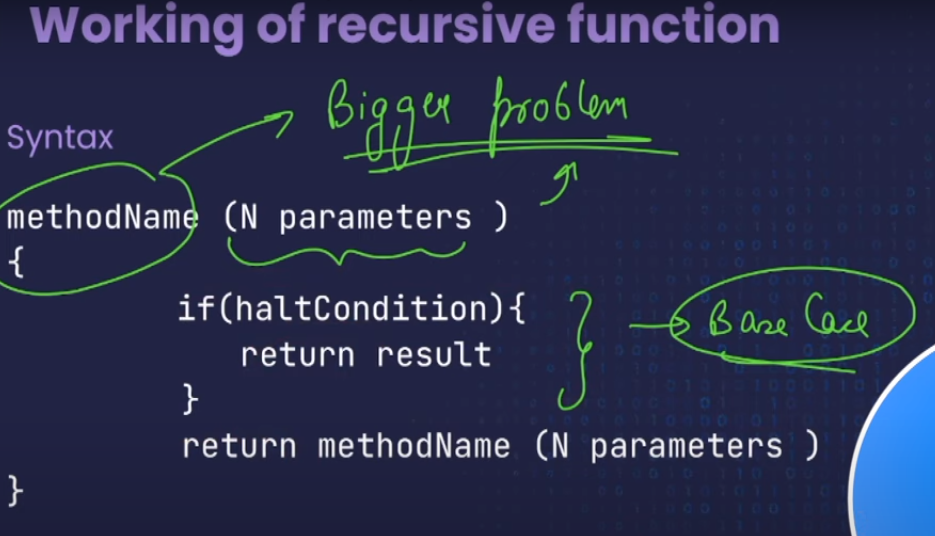 Working of recursive function
Bigger problem
Syntax
methodName (N parameters )
{
if(haltCondition){
return result
}
Base Case
return methodName (N parameters )
}